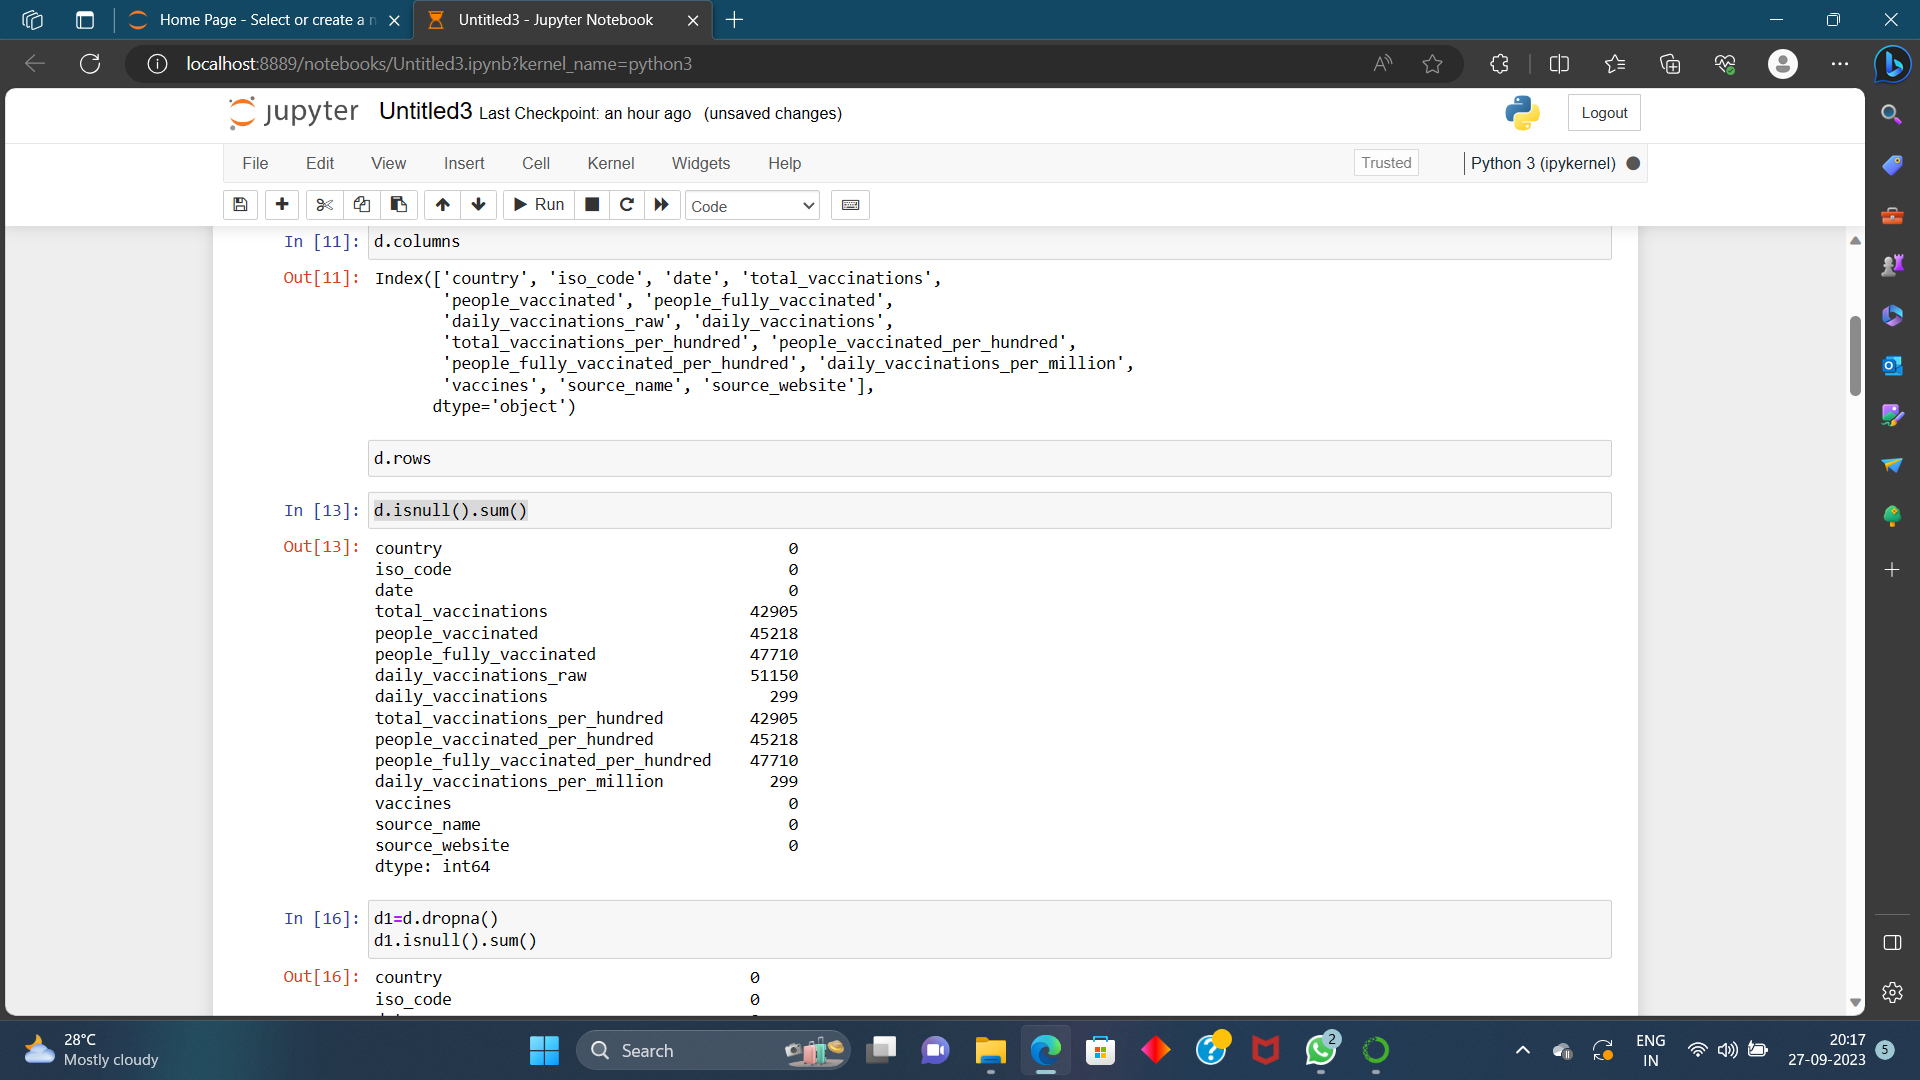 Home Page - Select or create a n
Untitled3 - Jupyter Notebook
localhost:8889/notebooks/Untitled3.ipynb?kernel_name=python3
jupyter Untitled3 Last Checkpoint: an hour ago (unsaved changes)
Logout
File Edit View Insert Cell Kernel Widgets Help
Trusted Python 3 (ipykernel)
Run Code
In [11]: d.columns
Out[11]: Index(['country', 'iso_code', 'date', 'total_vaccinations',
'people_vaccinated', 'people_fully_vaccinated',
'daily_vaccinations_raw', 'daily_vaccinations',
'total_vaccinations_per_hundred', 'people_vaccinated_per_hundred',
'people_fully_vaccinated_per_hundred', 'daily_vaccinations_per_million',
'vaccines', 'source_name', 'source_website'],
dtype='object')
d.rows
In [13]: d.isnull().sum()
Out[13]: country 0
iso_code 0
date 0
total_vaccinations 42905
people_vaccinated 45218
people_fully_vaccinated 47710
daily_vaccinations_raw 51150
daily_vaccinations 299
total_vaccinations_per_hundred 42905
people_vaccinated_per_hundred 45218
people_fully_vaccinated_per_hundred 47710
daily_vaccinations_per_million 299
vaccines 0
source_name 0
source_website 0
dtype: int64
In [16]: d1=d.dropna()
d1.isnull().sum()
Out[16]: country 0
iso_code 0
28°C
Mostly cloudy
Search
2
ENG
IN
20:17
27-09-2023
5